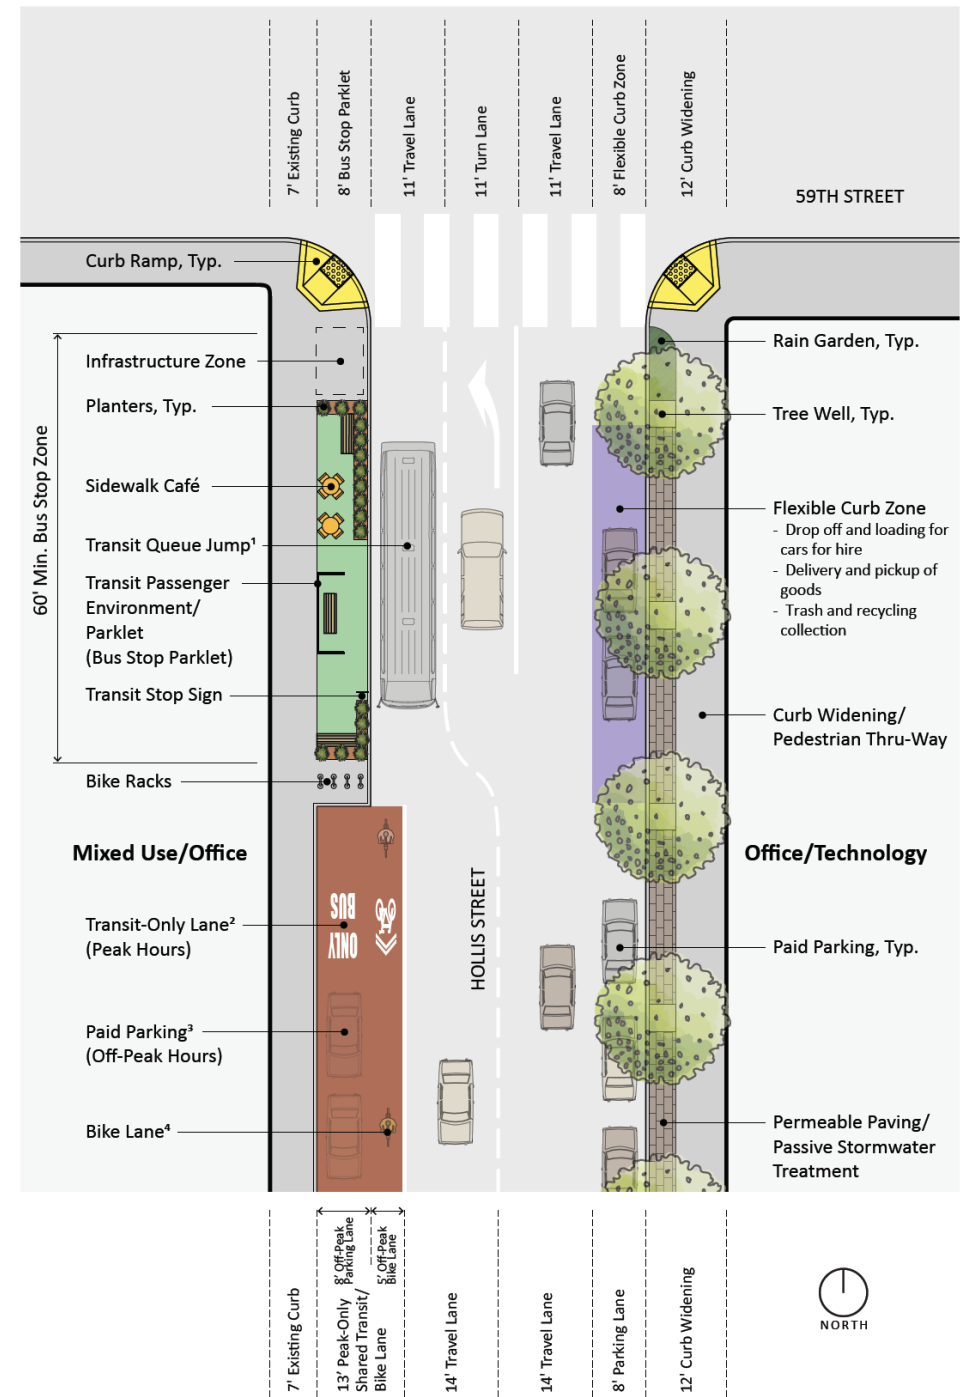 7' Existing Curb
8' Bus Stop Parklet
11' Travel Lane
11' Turn Lane
11' Travel Lane
8' Flexible Curb Zone
12' Curb Widening
59TH STREET
Curb Ramp, Typ.
60' Min. Bus Stop Zone
Infrastructure Zone
Planters, Typ.
Sidewalk Café
Transit Queue Jump¹
Transit Passenger
Environment/
Parklet
(Bus Stop Parklet)
Transit Stop Sign
Bike Racks
Mixed Use/Office
Transit-Only Lane²
(Peak Hours)
Paid Parking³
(Off-Peak Hours)
Bike Lane⁴
BUS
ONLY
HOLLIS STREET
Rain Garden, Typ.
Tree Well, Typ.
Flexible Curb Zone
- Drop off and loading for
cars for hire
- Delivery and pickup of
goods
- Trash and recycling
collection
Curb Widening/
Pedestrian Thru-Way
Office/Technology
Paid Parking, Typ.
Permeable Paving/
Passive Stormwater
Treatment
7' Existing Curb
8' Off-Peak
Parking Lane
5' Off-Peak
Bike Lane
13' Peak-Only
Shared Transit/
Bike Lane
14' Travel Lane
14' Travel Lane
8' Parking Lane
12' Curb Widening
NORTH